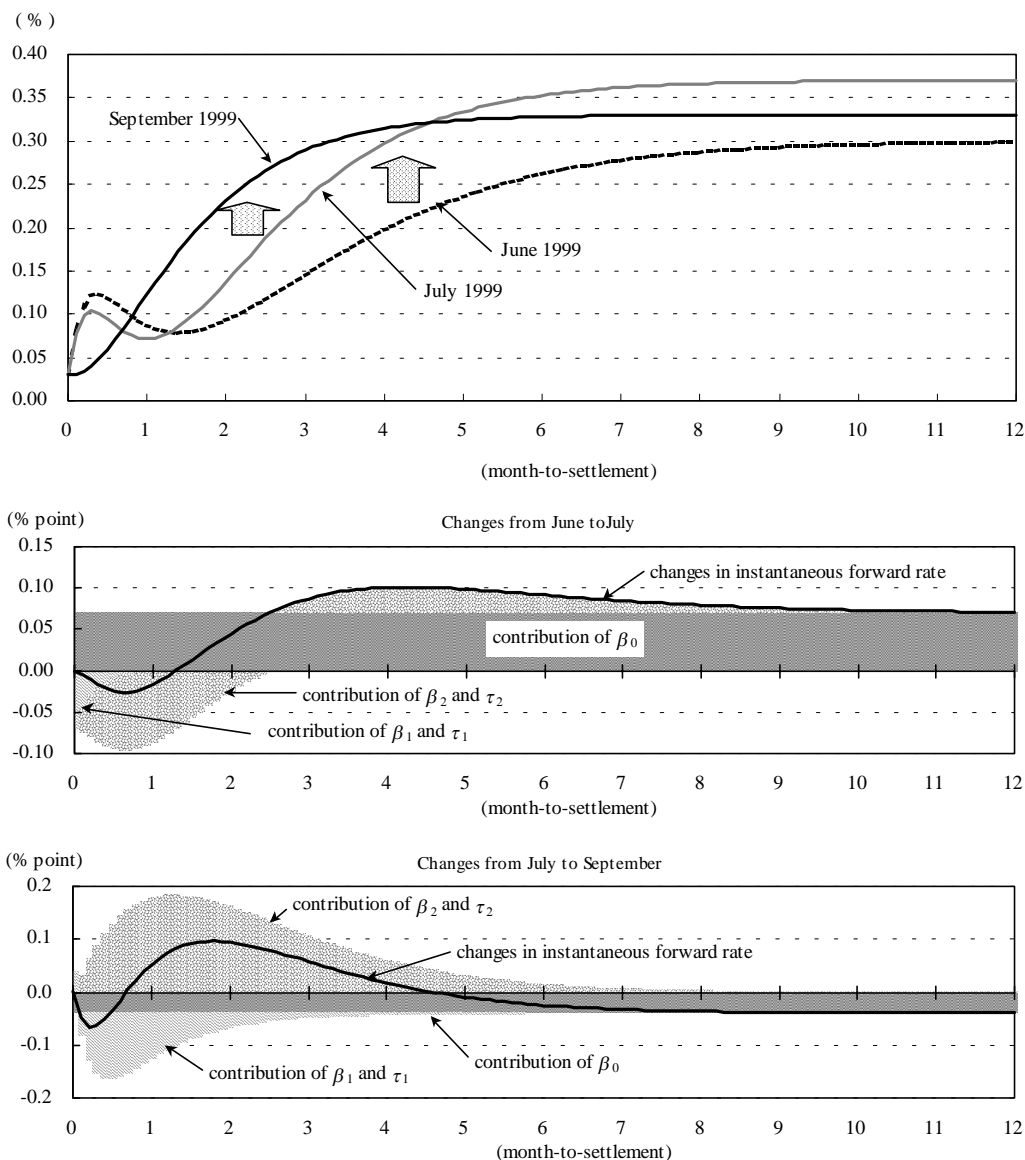 ( % )
0.40
0.35
0.30
0.25
0.20
0.15
0.10
0.05
0.00
September 1999
June 1999
July 1999
0 1 2 3 4 5 6 7 8 9 10 11 12
(month-to-settlement)
(% point)
Changes from June toJuly
0.15
0.10
0.05
0.00
-0.05
-0.10
changes in instantaneous forward rate
contribution of β0
contribution of β2 and τ2
contribution of β1 and τ1
0 1 2 3 4 5 6 7 8 9 10 11 12
(month-to-settlement)
(% point)
Changes from July to September
0.2
0.1
0.0
-0.1
-0.2
contribution of β2 and τ2
changes in instantaneous forward rate
contribution of β0
contribution of β1 and τ1
0 1 2 3 4 5 6 7 8 9 10 11 12
(month-to-settlement)